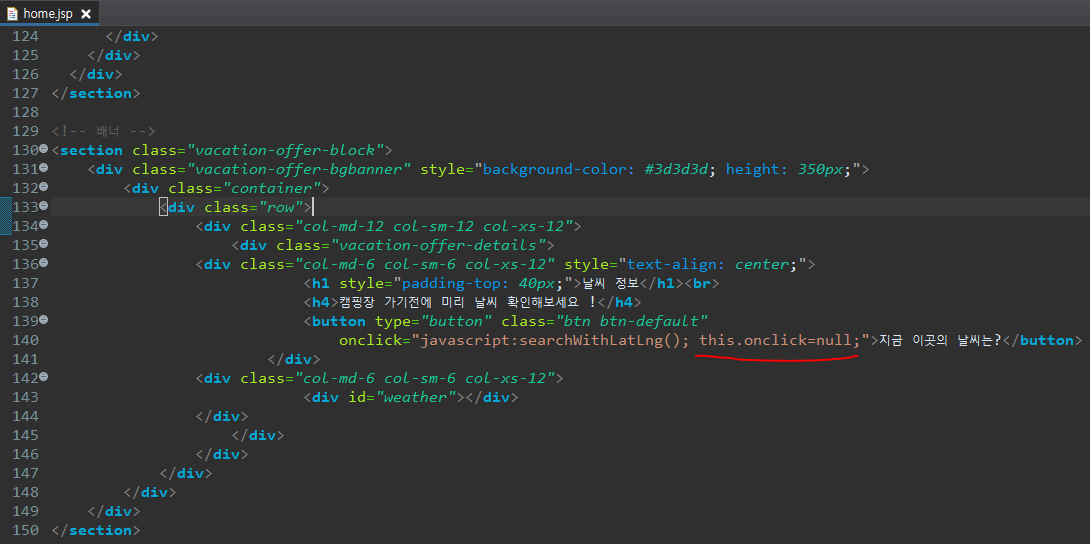 home.jsp
124 </div>
125 </div>
126 </div>
127 </section>
128
129 <!-- 배너 -->
130 <section class="vacation-offer-block">
131 <div class="vacation-offer-bgbanner" style="background-color: #3d3d3d; height: 350px;">
132 <div class="container">
133 <div class="row">
134 <div class="col-md-12 col-sm-12 col-xs-12">
135 <div class="vacation-offer-details">
136 <div class="col-md-6 col-sm-6 col-xs-12" style="text-align: center;">
137 <h1 style="padding-top: 40px;">날씨 정보</h1><br>
138 <h4>캠핑장 가기전에 미리 날씨 확인해보세요 !</h4>
139 <button type="button" class="btn btn-default"
140 onclick="javascript:searchWithLatLng(); this.onclick=null;">지금 이곳의 날씨는?</button>
141 </div>
142 <div class="col-md-6 col-sm-6 col-xs-12">
143 <div id="weather"></div>
144 </div>
145 </div>
146 </div>
147 </div>
148 </div>
149 </div>
150 </section>